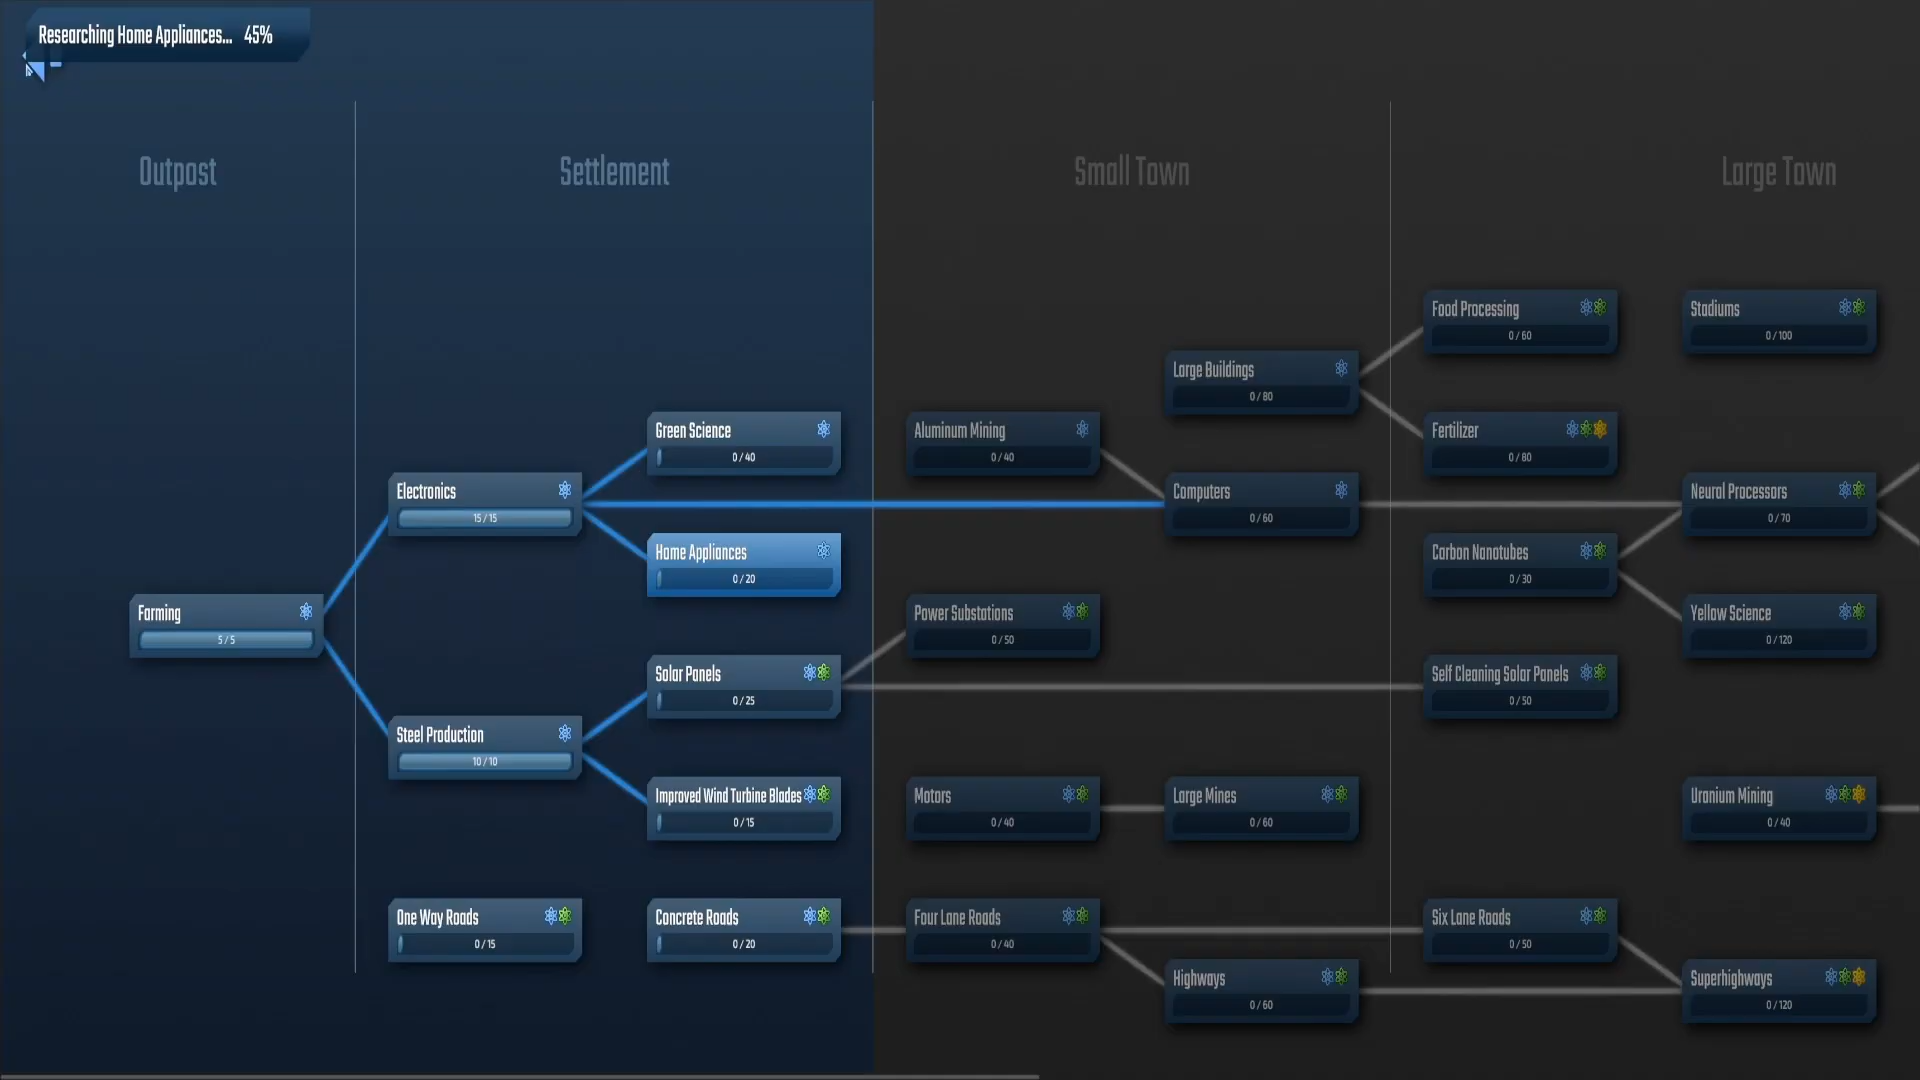 Researching Home Appliances... 45%
Outpost
Settlement
Small Town
Large Town
Food Processing
0 / 60
Stadiums
0 / 100
Large Buildings
0 / 80
Green Science
0 / 40
Aluminum Mining
0 / 40
Fertilizer
0 / 80
Electronics
15 / 15
Computers
0 / 60
Neural Processors
0 / 70
Home Appliances
0 / 20
Carbon Nanotubes
0 / 30
Farming
5 / 5
Power Substations
0 / 50
Yellow Science
0 / 120
Solar Panels
0 / 25
Self Cleaning Solar Panels
0 / 50
Steel Production
10 / 10
Improved Wind Turbine Blades
0 / 15
Motors
0 / 40
Large Mines
0 / 60
Uranium Mining
0 / 40
One Way Roads
0 / 15
Concrete Roads
0 / 20
Four Lane Roads
0 / 40
Six Lane Roads
0 / 50
Highways
0 / 60
Superhighways
0 / 120